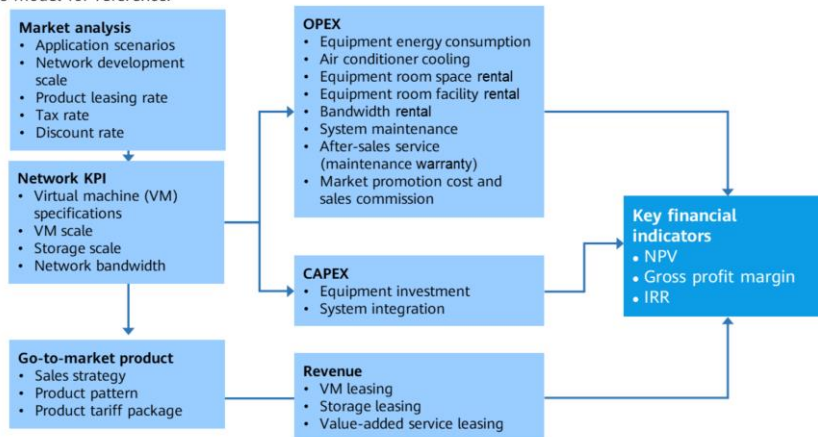 model for reference.
Market analysis
• Application scenarios
• Network development
scale
• Product leasing rate
• Tax rate
• Discount rate
Network KPI
• Virtual machine (VM)
specifications
• VM scale
• Storage scale
• Network bandwidth
Go-to-market product
• Sales strategy
• Product pattern
• Product tariff package
OPEX
• Equipment energy consumption
• Air conditioner cooling
• Equipment room space rental
• Equipment room facility rental
• Bandwidth rental
• System maintenance
• After-sales service
(maintenance warranty)
• Market promotion cost and
sales commission
CAPEX
• Equipment investment
• System integration
Revenue
• VM leasing
• Storage leasing
• Value-added service leasing
Key financial
indicators
• NPV
• Gross profit margin
• IRR